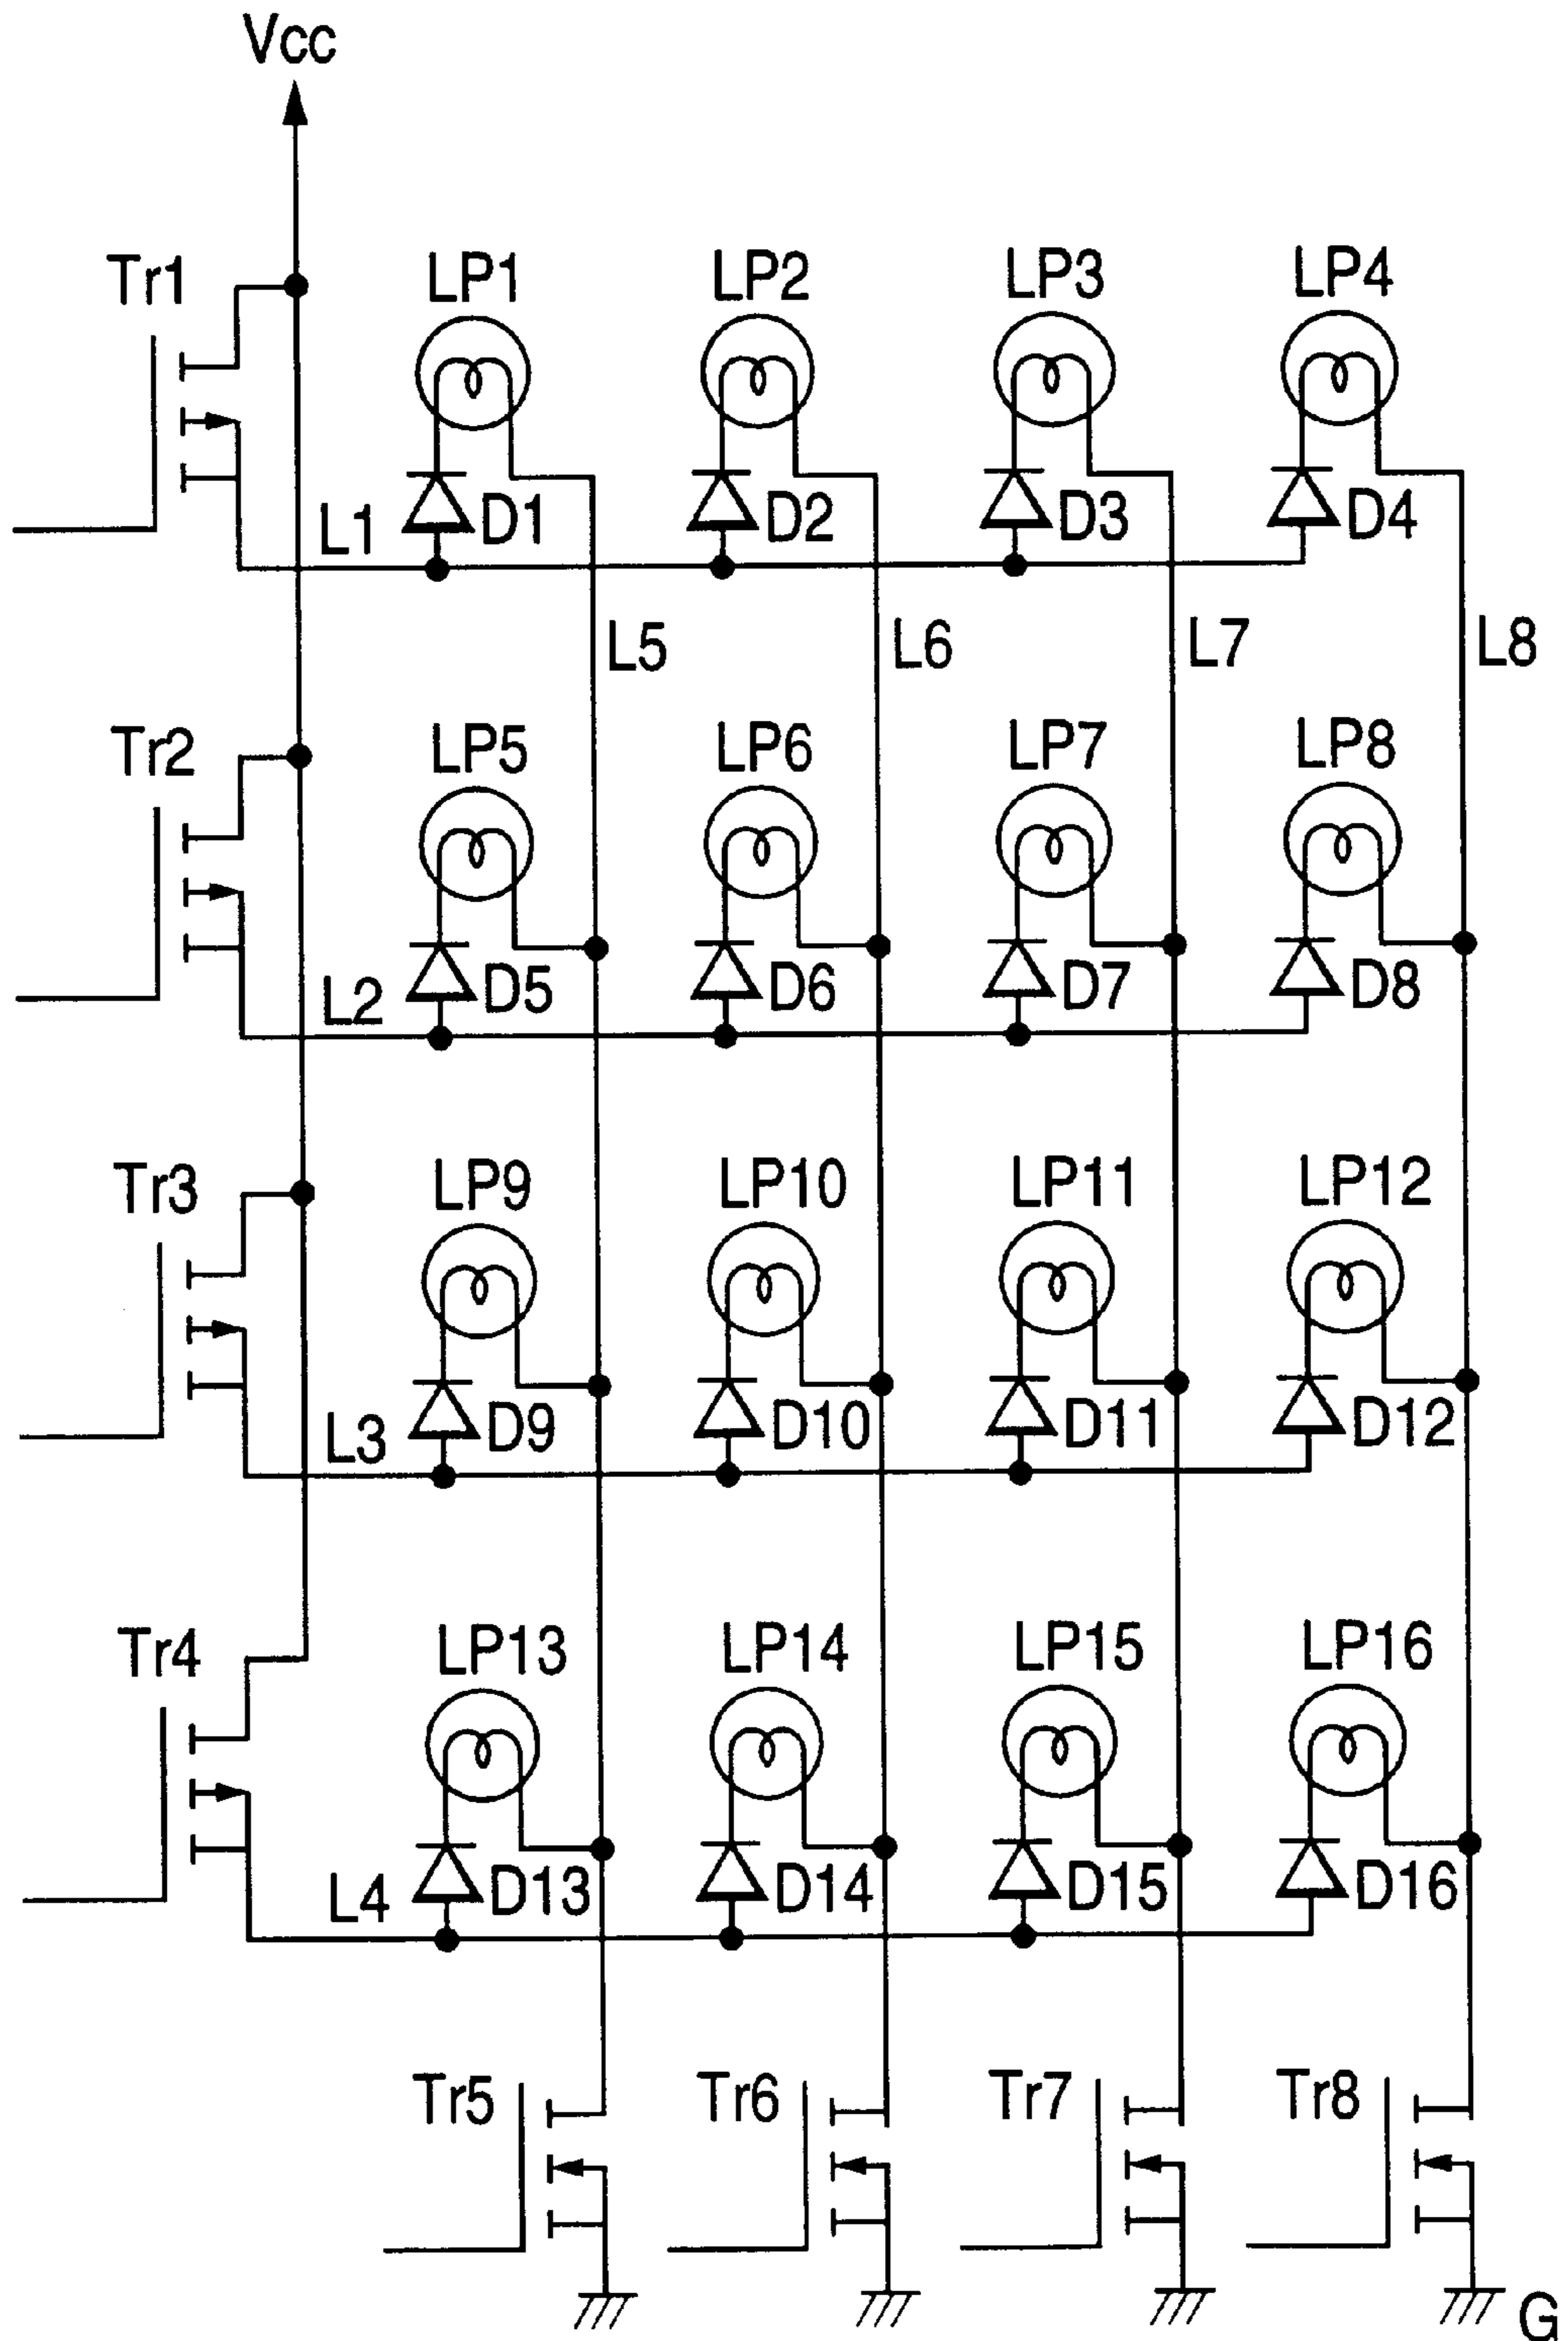 Vcc
Tr1 LP1 LP2 LP3 LP4
L1 D1 D2 D3 D4
L5 L6 L7 L8
Tr2 LP5 LP6 LP7 LP8
L2 D5 D6 D7 D8
Tr3 LP9 LP10 LP11 LP12
L3 D9 D10 D11 D12
Tr4 LP13 LP14 LP15 LP16
L4 D13 D14 D15 D16
Tr5 Tr6 Tr7 Tr8
G